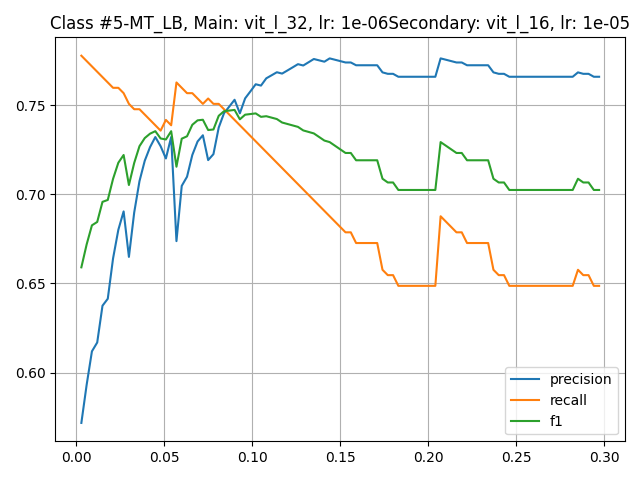 Class #5-MT_LB, Main: vit_l_32, lr: 1e-06Secondary: vit_l_16, lr: 1e-05
0.75
0.70
0.65
0.60
precision
recall
f1
0.00 0.05 0.10 0.15 0.20 0.25 0.30